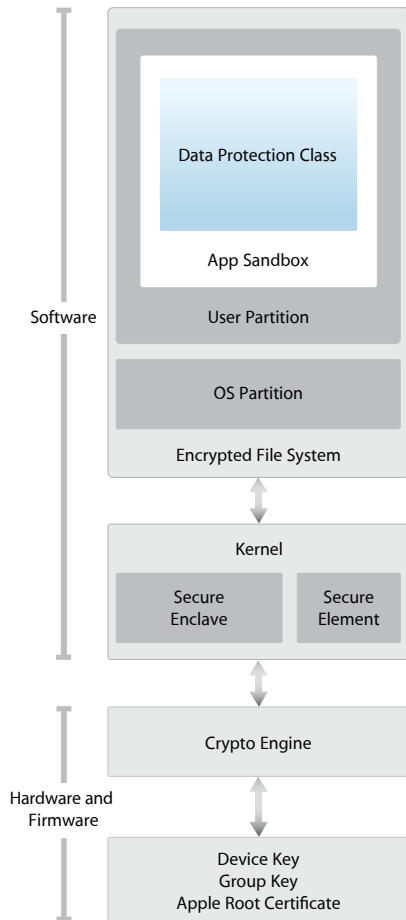 Data Protection Class
App Sandbox
User Partition
OS Partition
Encrypted File System
Software
Kernel
Secure
Enclave
Secure
Element
Crypto Engine
Hardware and
Firmware
Device Key
Group Key
Apple Root Certificate